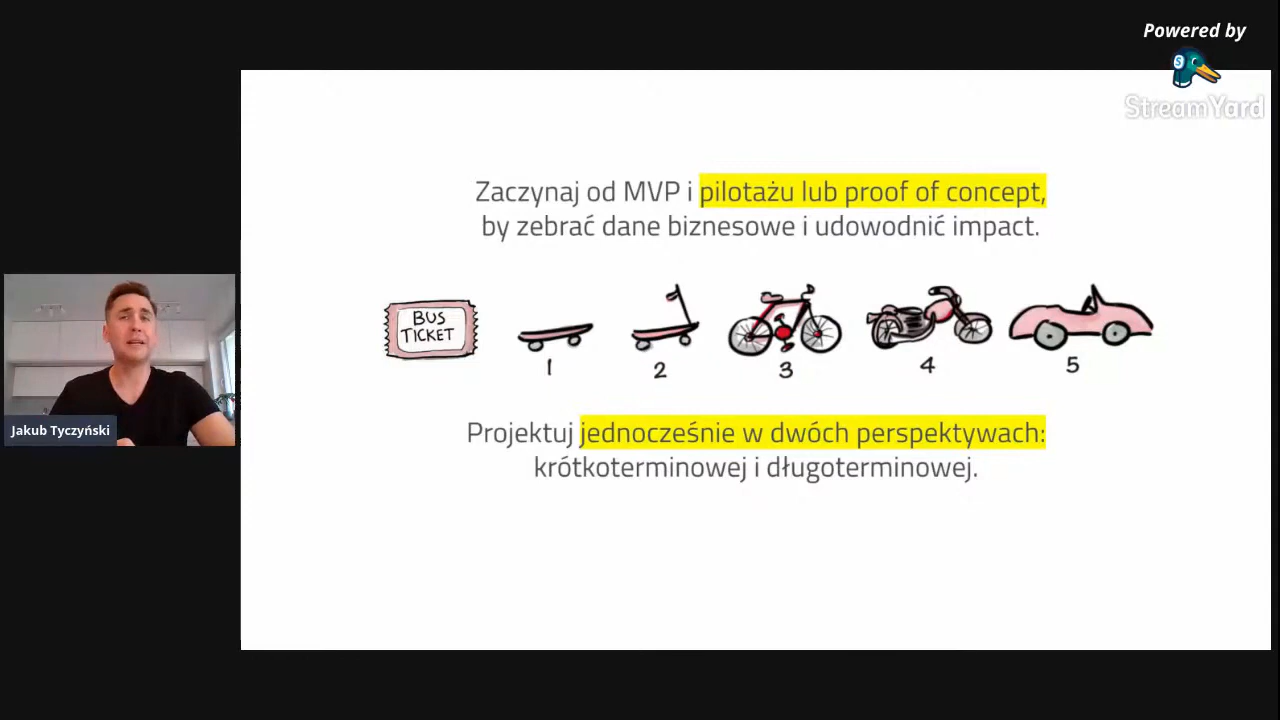 Powered by
StreamYard
Zaczynaj od MVP i pilotażu lub proof of concept,
by zebrać dane biznesowe i udowodnić impact.
BUS
TICKET
1 2 3 4 5
Projektuj jednocześnie w dwóch perspektywach:
krótkoterminowej i długoterminowej.
Jakub Tyczyński